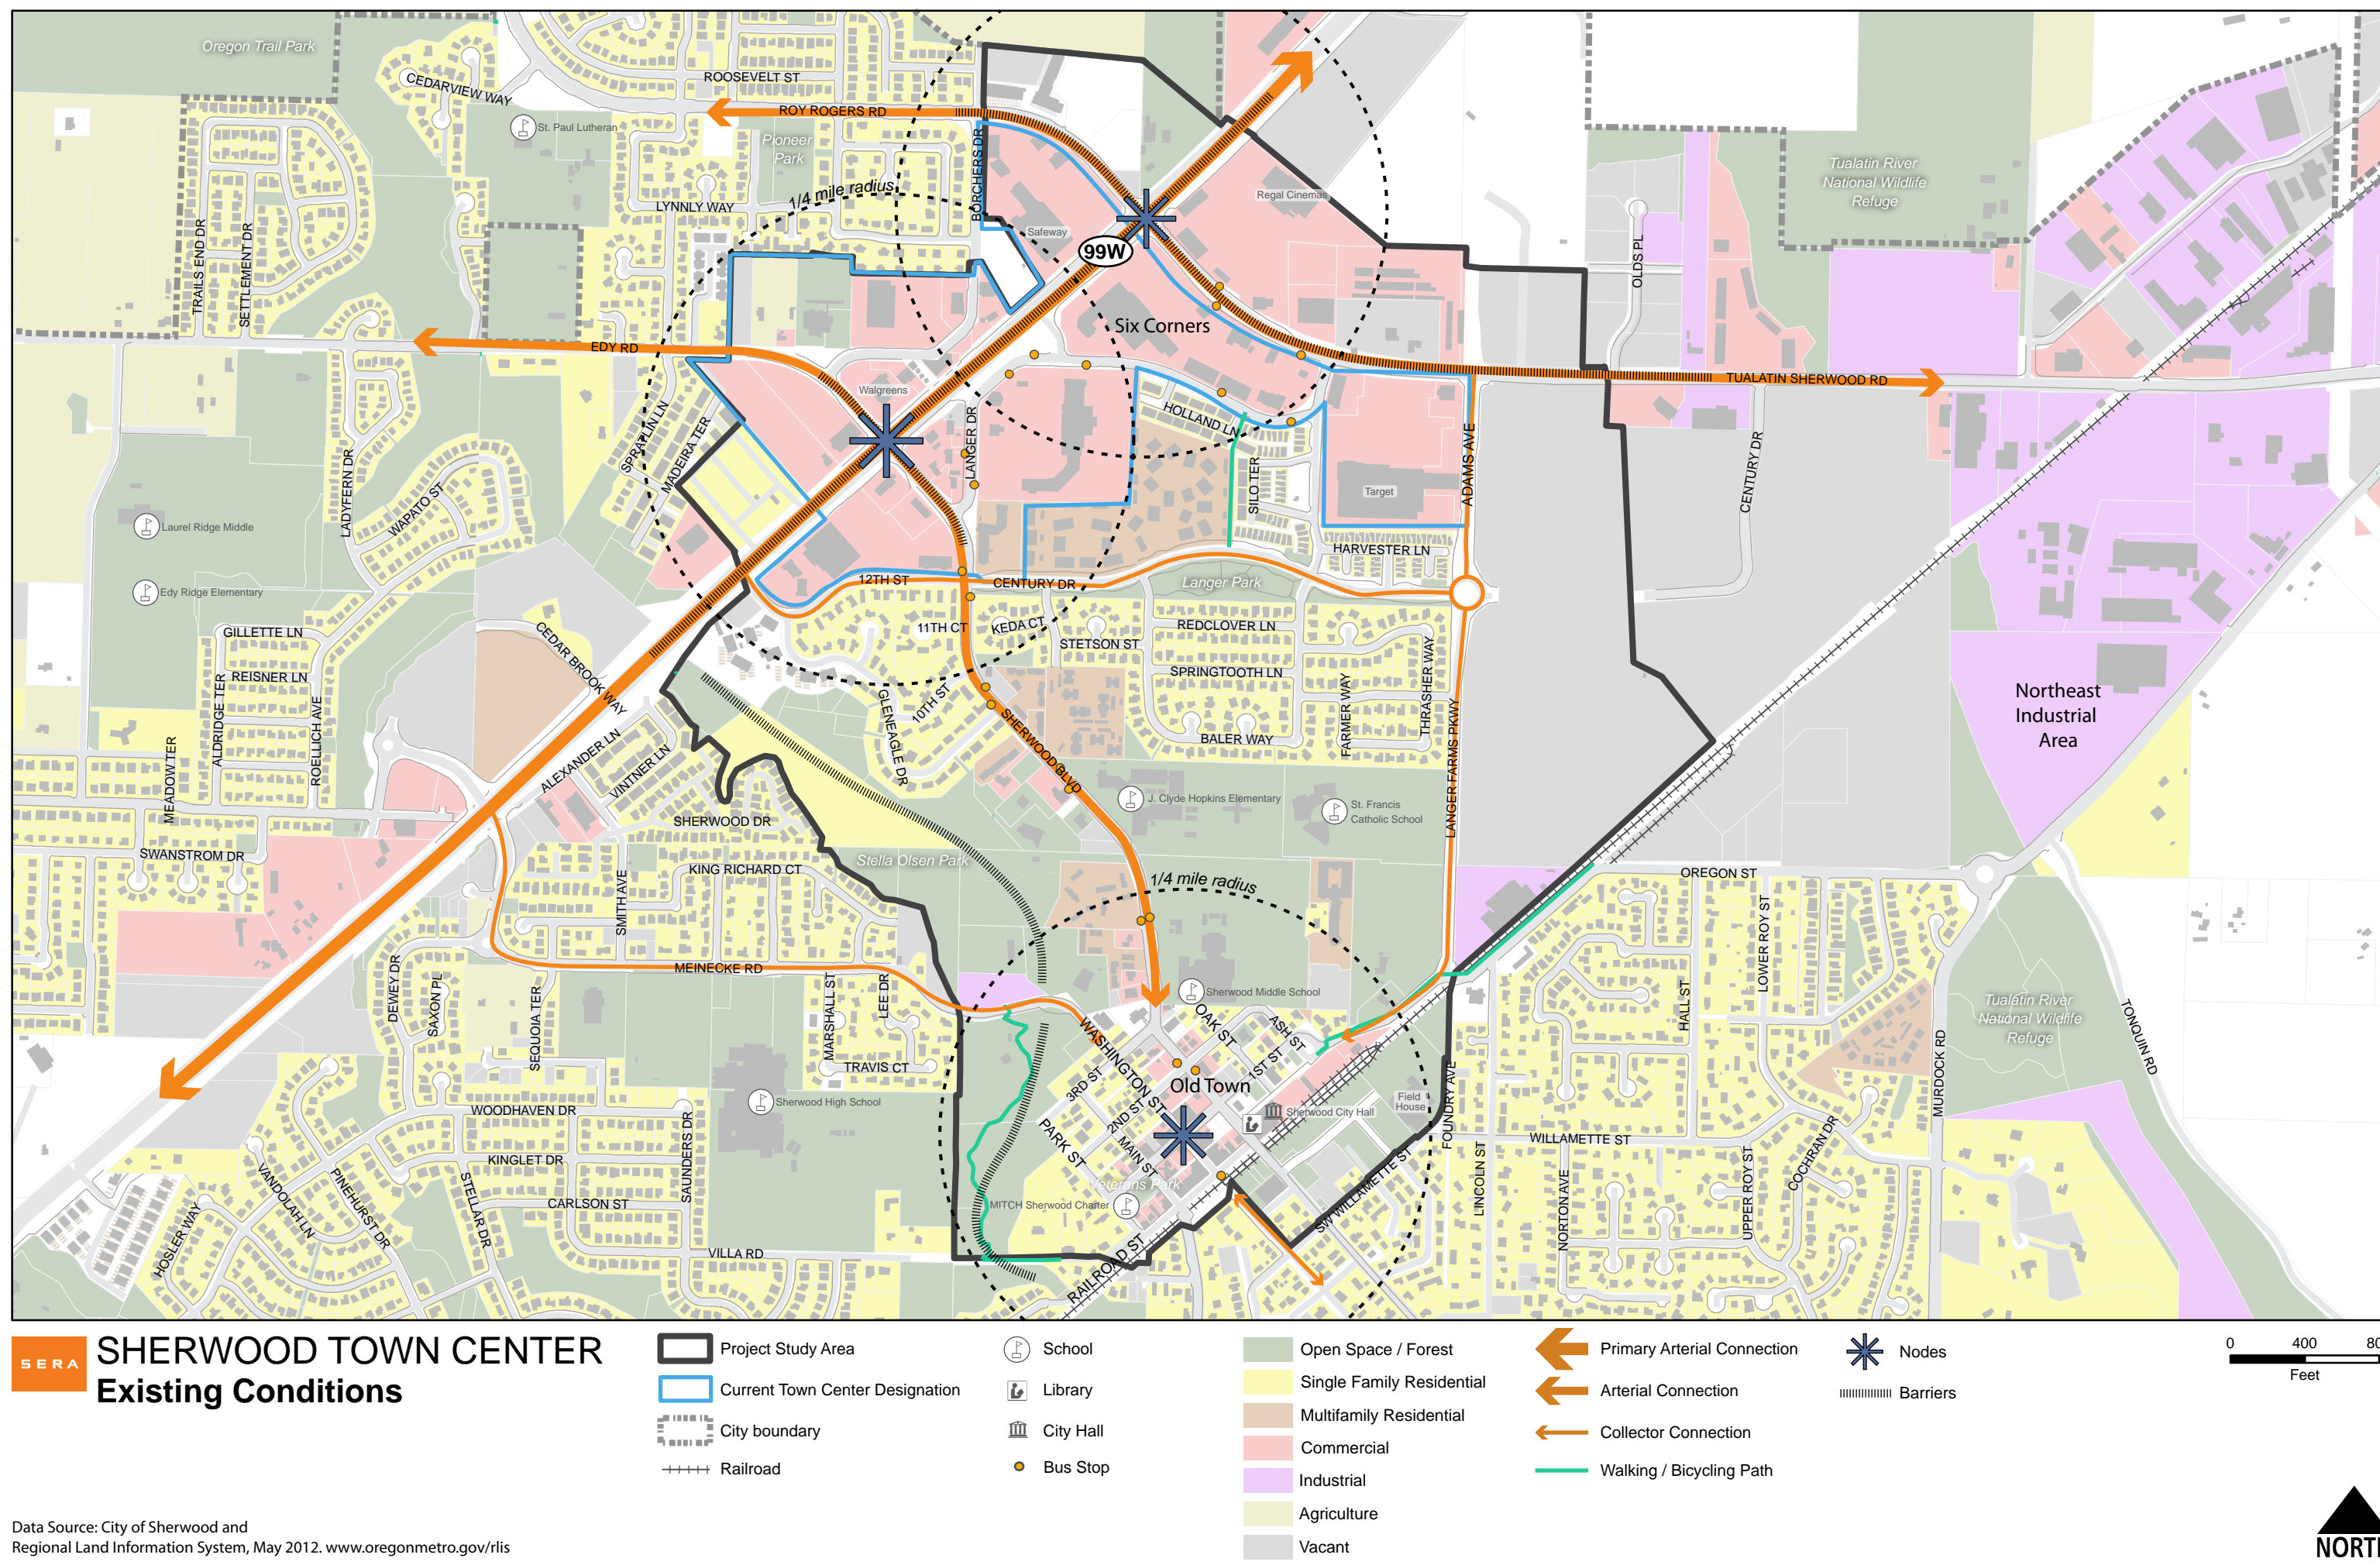 Oregon Trail Park
CEDARVIEW WAY
ROOSEVELT ST
ROY ROGERS RD
St. Paul Lutheran
Pioneer
Park
1/4 mile radius
LYNNLY WAY
BORCHERS DR
Safeway
99W
Regal Cinemas
Tualatin River
National Wildlife
Refuge
TRAILS END DR
SETTLEMENT DR
OLDS PL
Six Corners
EDY RD
TUALATIN SHERWOOD RD
Walgreens
HOLLAND LN
LANGER DR
SPRATLIN LN
MADEIRA TER
SILO TER
Target
ADAMS AVE
CENTURY DR
LADYFERN DR
WAPATO ST
Laurel Ridge Middle
Edy Ridge Elementary
HARVESTER LN
12TH ST
CENTURY DR
Langer Park
GILLETTE LN
CEDAR BROOK WAY
11TH CT
KEDA CT
STETSON ST
REDCLOVER LN
REISNER LN
SPRINGTOOTH LN
ALDRIDGE TER
ROELLICH AVE
MEADOW TER
ALEXANDER LN
VINTNER LN
GLENEAGLE DR
10TH ST
SHERWOOD BLVD
BALER WAY
FARMER WAY
THRASHER WAY
LANGER FARMS PKWY
Northeast
Industrial
Area
J. Clyde Hopkins Elementary
St. Francis
Catholic School
SHERWOOD DR
SWANSTROM DR
KING RICHARD CT
Stella Olsen Park
1/4 mile radius
OREGON ST
SMITH AVE
LOWER ROY ST
MEINECKE RD
DEWEY DR
SAXON PL
SEQUOIA TER
MARSHALL ST
LEE DR
Sherwood Middle School
HALL ST
Tualatin River
National Wildlife
Refuge
TONQUIN RD
WASHINGTON ST
OAK ST
ASH ST
1ST ST
TRAVIS CT
3RD ST
Old Town
Sherwood High School
WOODHAVEN DR
2ND ST
Sherwood City Hall
Field
House
FOUNDRY AVE
MURDOCK RD
PARK ST
MAIN ST
WILLAMETTE ST
SAUNDERS DR
KINGLET DR
VANDOLAH LN
PINEHURST DR
STELLAR DR
CARLSON ST
Veterans Park
MITCH Sherwood Charter
SW WILLAMETTE ST
LINCOLN ST
NORTON AVE
UPPER ROY ST
COCHRAN DR
HOSLER WAY
VILLA RD
RAILROAD ST
SERA
SHERWOOD TOWN CENTER
Existing Conditions
Project Study Area
Current Town Center Designation
City boundary
Railroad
School
Library
City Hall
Bus Stop
Open Space / Forest
Single Family Residential
Multifamily Residential
Commercial
Industrial
Agriculture
Vacant
Primary Arterial Connection
Arterial Connection
Collector Connection
Walking / Bicycling Path
Nodes
Barriers
0 400 80
Feet
Data Source: City of Sherwood and
Regional Land Information System, May 2012. www.oregonmetro.gov/rlis
NORT